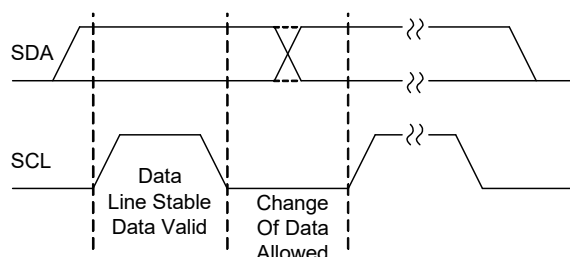 SDA
SCL
Data
Line Stable
Data Valid
Change
Of Data
Allowed